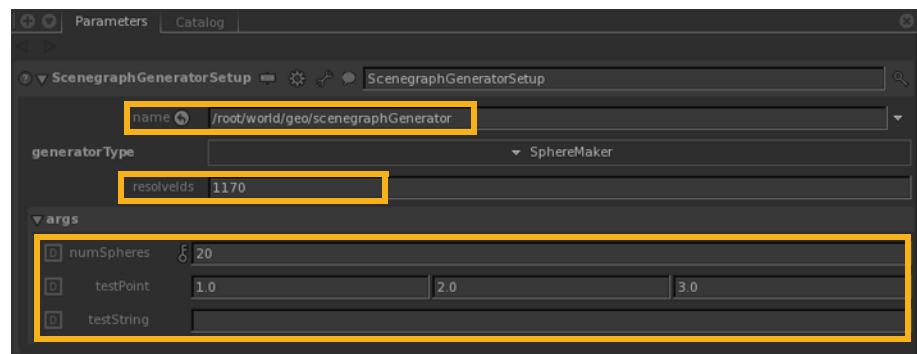 Parameters Catalog
ScenegraphGeneratorSetup ScenegraphGeneratorSetup
name /root/world/geo/scenegraphGenerator
generatorType SphereMaker
resolveIds 1170
args
D numSpheres 20
D testPoint 1.0 2.0 3.0
D testString